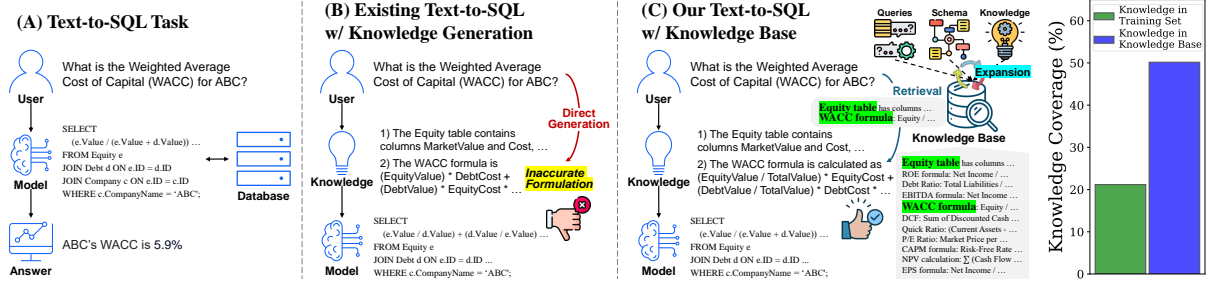 (A) Text-to-SQL Task
What is the Weighted Average
Cost of Capital (WACC) for ABC?
User
SELECT
(e.Value / (e.Value + d.Value)) …
FROM Equity e
JOIN Debt d ON e.ID = d.ID
JOIN Company c ON e.ID = c.ID
WHERE c.CompanyName = ‘ABC’;
Model
Database
ABC’s WACC is 5.9%
Answer
(B) Existing Text-to-SQL
w/ Knowledge Generation
What is the Weighted Average
Cost of Capital (WACC) for ABC?
User
Direct
Generation
1) The Equity table contains
columns MarketValue and Cost, …
2) The WACC formula is
(EquityValue) * DebtCost +
(DebtValue) * EquityCost * …
Knowledge
Inaccurate
Formulation
SELECT
(e.Value / d.Value) + (d.Value / e.Value) …
FROM Equity e
JOIN Debt d ON e.ID = d.ID ...
WHERE c.CompanyName = ‘ABC’;
Model
(C) Our Text-to-SQL
w/ Knowledge Base
What is the Weighted Average
Cost of Capital (WACC) for ABC?
User
Queries
Schema
Knowledge
Expansion
Retrieval
Equity table has columns …
WACC formula: Equity / …
Knowledge Base
1) The Equity table contains
columns MarketValue and Cost, …
2) The WACC formula is calculated as
(EquityValue / TotalValue) * EquityCost +
(DebtValue / TotalValue) * DebtCost * …
Knowledge
SELECT
(e.Value / (e.Value + d.Value)) …
FROM Equity e
JOIN Debt d ON e.ID = d.ID ...
WHERE c.CompanyName = ‘ABC’;
Model
Equity table has columns …
ROE formula: Net Income / …
Debt Ratio: Total Liabilities / …
EBITDA formula: Net Income …
WACC formula: Equity / …
DCF: Sum of Discounted Cash …
Quick Ratio: (Current Assets - …
P/E Ratio: Market Price per …
CAPM formula: Risk-Free Rate …
NPV calculation: ∑ (Cash Flow …
EPS formula: Net Income / …
Knowledge Coverage (%)
60
50
40
30
20
10
0
Knowledge in
Training Set
Knowledge in
Knowledge Base